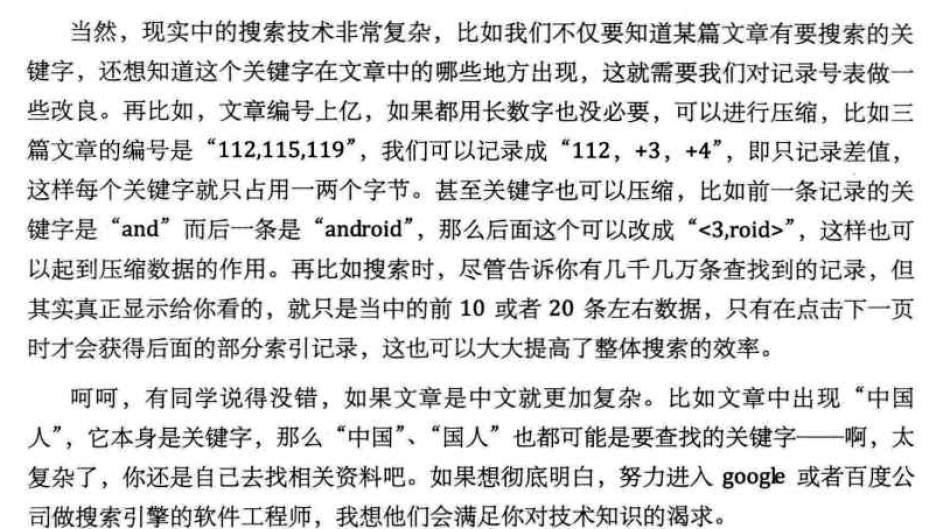 当然，现实中的搜索技术非常复杂，比如我们不仅要知道某篇文章有要搜索的关
键字，还想知道这个关键字在文章中的哪些地方出现，这就需要我们对记录号表做一
些改良。再比如，文章编号上亿，如果都用长数字也没必要，可以进行压缩，比如三
篇文章的编号是“112,115,119”，我们可以记录成“112，+3，+4”，即只记录差值，
这样每个关键字就只占用一两个字节。甚至关键字也可以压缩，比如前一条记录的关
键字是“and”而后一条是“android”，那么后面这个可以改成“<3,roid>”，这样也可
以起到压缩数据的作用。再比如搜索时，尽管告诉你有几千几万条查找到的记录，但
其实真正显示给你看的，就只是当中的前 10 或者 20 条左右数据，只有在点击下一页
时才会获得后面的部分索引记录，这也可以大大提高了整体搜索的效率。
呵呵，有同学说得没错，如果文章是中文就更加复杂。比如文章中出现“中国
人”，它本身是关键字，那么“中国”、“国人”也都可能是要查找的关键字——啊，太
复杂了，你还是自己去找相关资料吧。如果想彻底明白，努力进入 google 或者百度公
司做搜索引擎的软件工程师，我想他们会满足你对技术知识的渴求。